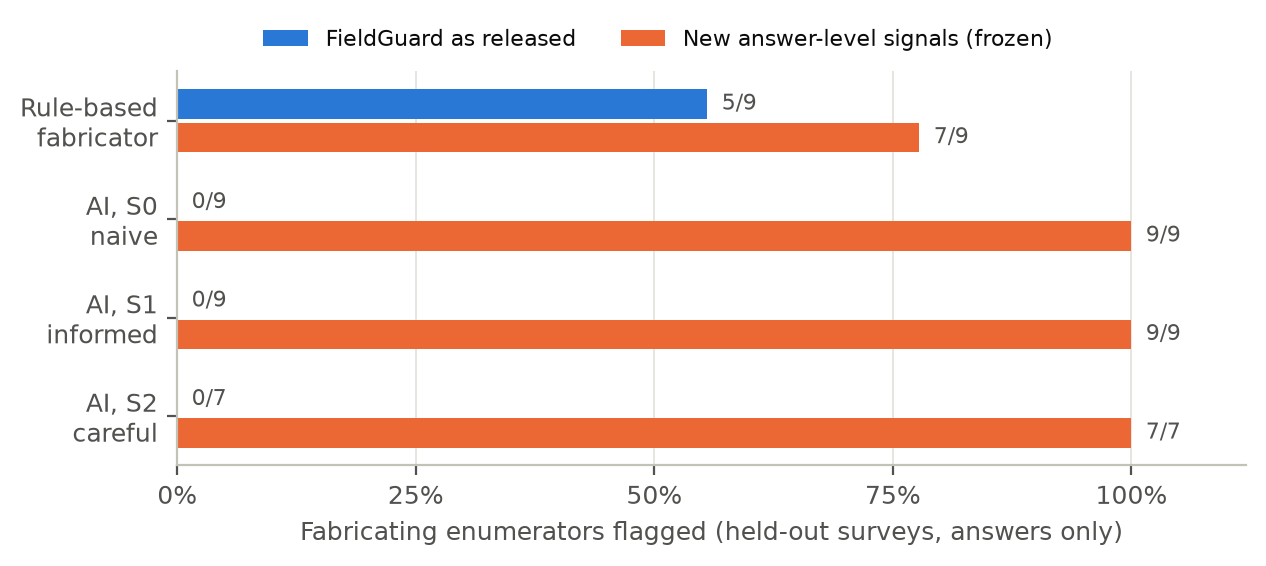 FieldGuard as released
New answer-level signals (frozen)
Rule-based
fabricator
5/9
7/9
AI, S0
naive
0/9
9/9
AI, S1
informed
0/9
9/9
AI, S2
careful
0/7
7/7
0%
25%
50%
75%
100%
Fabricating enumerators flagged (held-out surveys, answers only)